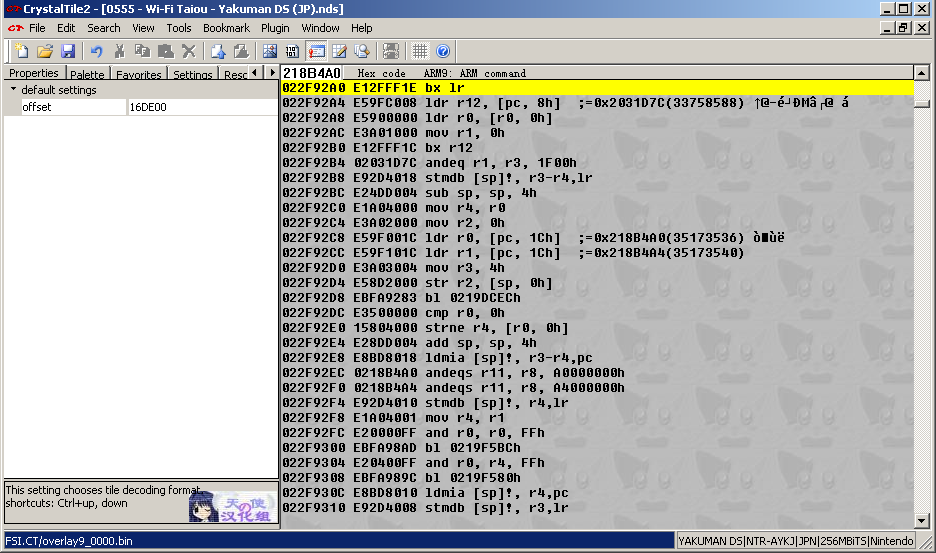 CrystalTile2 - [0555 - Wi-Fi Taiou - Yakuman DS (JP).nds]
File Edit Search View Tools Bookmark Plugin Window Help
Properties Palette Favorites Settings Resc
218B4A0 Hex code ARM9: ARM command
default settings
offset 16DE00
022F92A0 E12FFF1E bx lr
022F92A4 E59FC008 ldr r12, [pc, 8h] ;=0x2031D7C(33758588) ↑@-é┘ÐMâ┌@ á
022F92A8 E5900000 ldr r0, [r0, 0h]
022F92AC E3A01000 mov r1, 0h
022F92B0 E12FFF1C bx r12
022F92B4 02031D7C andeq r1, r3, 1F00h
022F92B8 E92D4018 stmdb [sp]!, r3-r4,lr
022F92BC E24DD004 sub sp, sp, 4h
022F92C0 E1A04000 mov r4, r0
022F92C4 E3A02000 mov r2, 0h
022F92C8 E59F001C ldr r0, [pc, 1Ch] ;=0x218B4A0(35173536) ò■ùë
022F92CC E59F101C ldr r1, [pc, 1Ch] ;=0x218B4A4(35173540)
022F92D0 E3A03004 mov r3, 4h
022F92D4 E58D2000 str r2, [sp, 0h]
022F92D8 EBFA9283 bl 0219DCECh
022F92DC E3500000 cmp r0, 0h
022F92E0 15804000 strne r4, [r0, 0h]
022F92E4 E28DD004 add sp, sp, 4h
022F92E8 E8BD8018 ldmia [sp]!, r3-r4,pc
022F92EC 0218B4A0 andeqs r11, r8, A0000000h
022F92F0 0218B4A4 andeqs r11, r8, A4000000h
022F92F4 E92D4010 stmdb [sp]!, r4,lr
022F92F8 E1A04001 mov r4, r1
022F92FC E20000FF and r0, r0, FFh
022F9300 EBFA98AD bl 0219F5BCh
022F9304 E20400FF and r0, r4, FFh
022F9308 EBFA989C bl 0219F580h
022F930C E8BD8010 ldmia [sp]!, r4,pc
022F9310 E92D4008 stmdb [sp]!, r3,lr
This setting chooses tile decoding format,
shortcuts: Ctrl+up, down
天使の
汉化组
FSI.CT/overlay9_0000.bin
YAKUMAN DS|NTR-AYKJ|JPN|256MBiTS|Nintendo